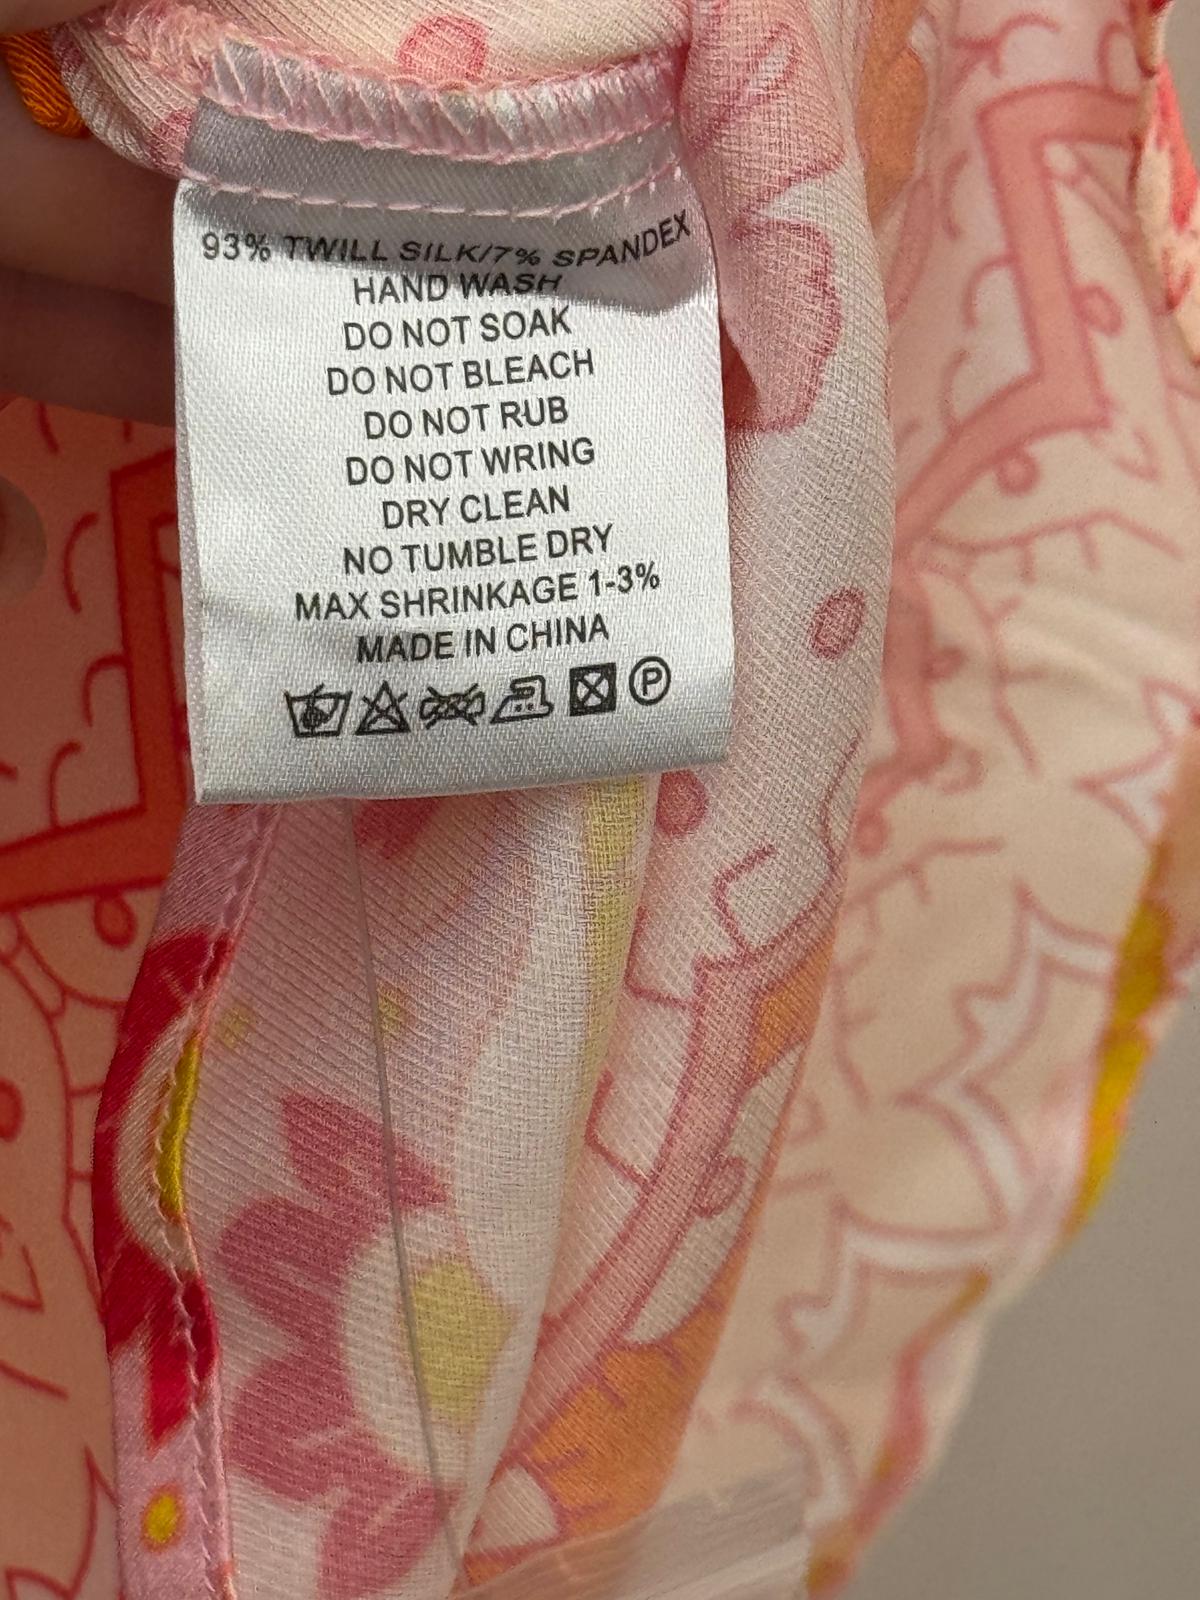 93% TWILL SILK/7% SPANDEX
HAND WASH
DO NOT SOAK
DO NOT BLEACH
DO NOT RUB
DO NOT WRING
DRY CLEAN
NO TUMBLE DRY
MAX SHRINKAGE 1-3%
MADE IN CHINA
P